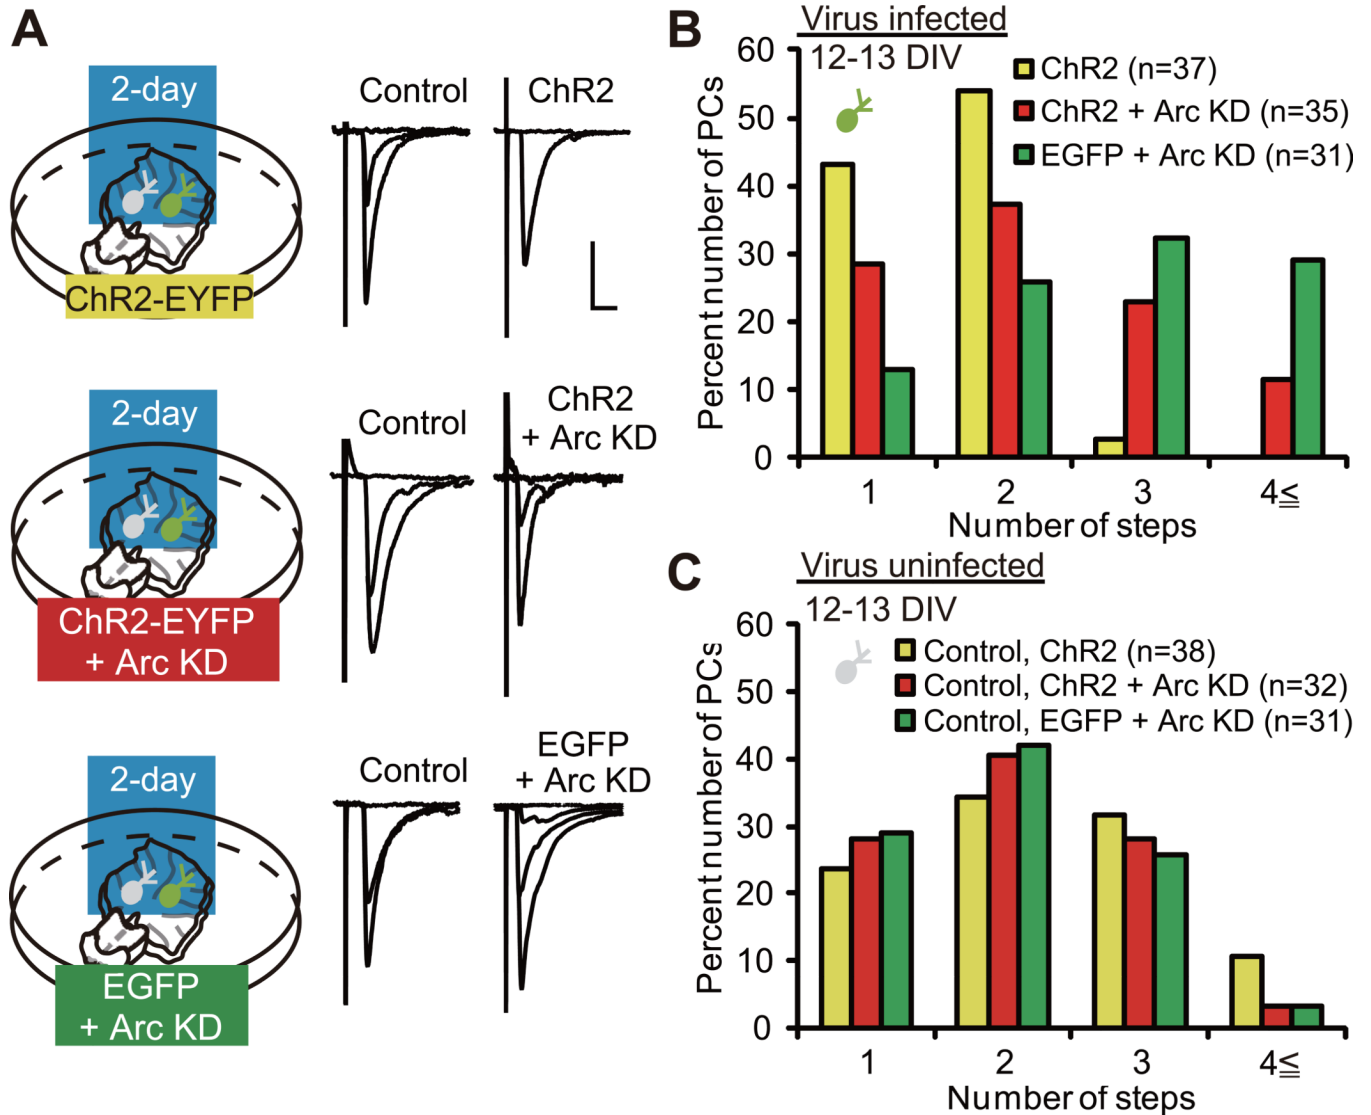 A
2-day
ChR2-EYFP
Control
ChR2
2-day
ChR2-EYFP
+ Arc KD
Control
ChR2
+ Arc KD
2-day
EGFP
+ Arc KD
Control
EGFP
+ Arc KD
B
Virus infected
12-13 DIV
ChR2 (n=37)
ChR2 + Arc KD (n=35)
EGFP + Arc KD (n=31)
Percent number of PCs
60
50
40
30
20
10
0
1 2 3 4≦
Number of steps
C
Virus uninfected
12-13 DIV
Control, ChR2 (n=38)
Control, ChR2 + Arc KD (n=32)
Control, EGFP + Arc KD (n=31)
Percent number of PCs
60
50
40
30
20
10
0
1 2 3 4≦
Number of steps